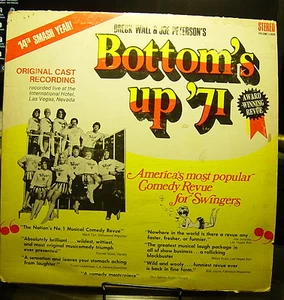 14th SMASH YEAR!
BRECK WALL & JOE PETERSON'S
STEREO
Bottom's
up '71
ORIGINAL CAST
RECORDING
recorded live at the
International Hotel,
Las Vegas, Nevada
AWARD
WINNING
REVUE
America's most popular
Comedy Revue
for Swingers
"The Nation's No. 1 Musical Comedy Revue"
"Absolutely brilliant... wildest, wittiest,
and most original musicomedy triumph
ever presented."
"A sensation and leaves your stomach aching
from laughter"
"A comedy masterpiece"
"Nowhere in the world is there a revue any
faster, fresher, or funnier."
"The greatest musical laugh package in
all of show business... a rollicking
blockbuster
"Wild and wooly... funniest revue ever
is back in fine form."